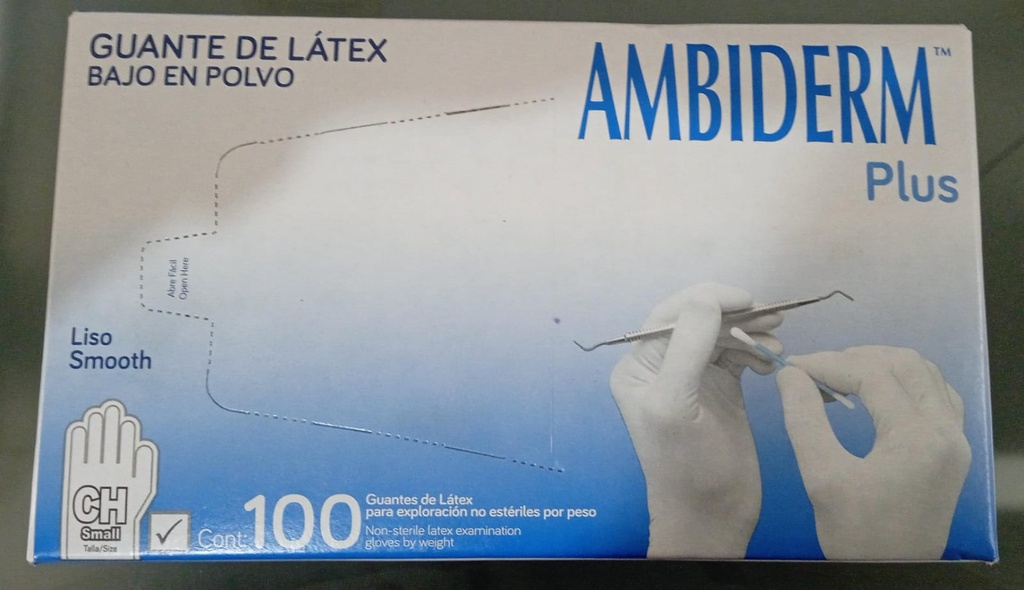 GUANTE DE LÁTEX
BAJO EN POLVO
AMBIDERM™
Plus
Abre Fácil
Open Here
Liso
Smooth
CH
Small
Talla/Size
Cont: 100
Guantes de Látex
para exploración no estériles por peso
Non-sterile latex examination
gloves by weight